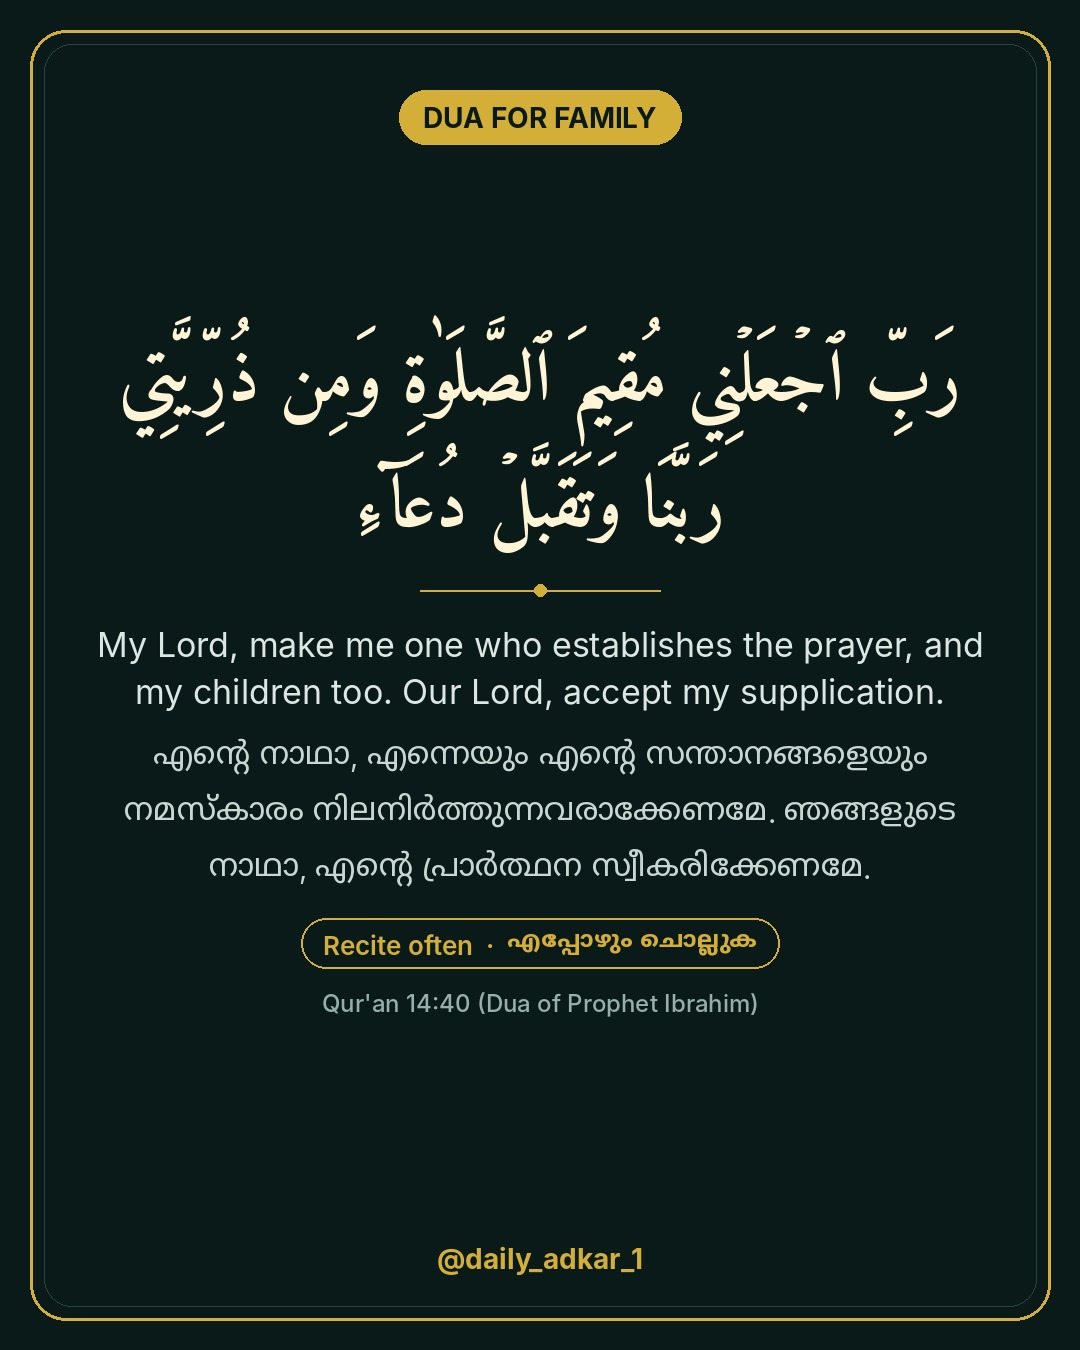 DUA FOR FAMILY
رَبِّ ٱجۡعَلۡنِي مُقِيمَ ٱلصَّلَوٰةِ وَمِن ذُرِّيَّتِي
رَبَّنَا وَتَقَبَّلۡ دُعَآءِ
My Lord, make me one who establishes the prayer, and
my children too. Our Lord, accept my supplication.
എന്റെ നാഥാ, എന്നെയും എന്റെ സന്താനങ്ങളെയും
നമസ്കാരം നിലനിർത്തുന്നവരാക്കേണമേ. ഞങ്ങളുടെ
നാഥാ, എന്റെ പ്രാർത്ഥന സ്വീകരിക്കേണമേ.
Recite often · എപ്പോഴും ചൊല്ലുക
Qur'an 14:40 (Dua of Prophet Ibrahim)
@daily_adkar_1